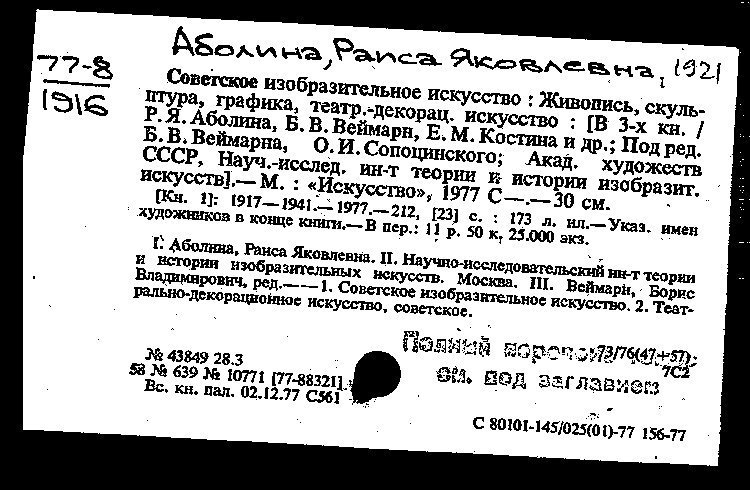 Аболина, Раиса Яковлевна, 1921
77-8
1916
Советское изобразительное искусство : Живопись, скуль-
птура, графика, театр.-декорац. искусство : [В 3-х кн. /
Р. Я. Аболина, Б. В. Веймарн, Е. М. Костина и др.; Под ред.
Б. В. Веймарна, О. И. Сопоцинского; Акад. художеств
СССР, Науч.-исслед. ин-т теории и истории изобразит.
искусств].— М. : «Искусство», 1977 С—.— 30 см.
[Кн. 1]: 1917—1941.— 1977.—212, [23] с. : 173 л. ил.—Указ. имен
художников в конце книги.— В пер.: 11 р. 50 к, 25.000 экз.
I. Аболина, Раиса Яковлевна. II. Научно-исследовательский ин-т теории
и истории изобразительных искусств. Москва. III. Веймарн, Борис
Владимирович, ред.— —1. Советское изобразительное искусство. 2. Теат-
рально-декорационное искусство, советское.
Полный 73/76(47+57):
7С2
см. под заглавием
№ 43849 28.3
58 № 639 № 10771 [77-88321]
Вс. кн. пал. 02.12.77 С561
С 80101-145/025(01)-77 156-77